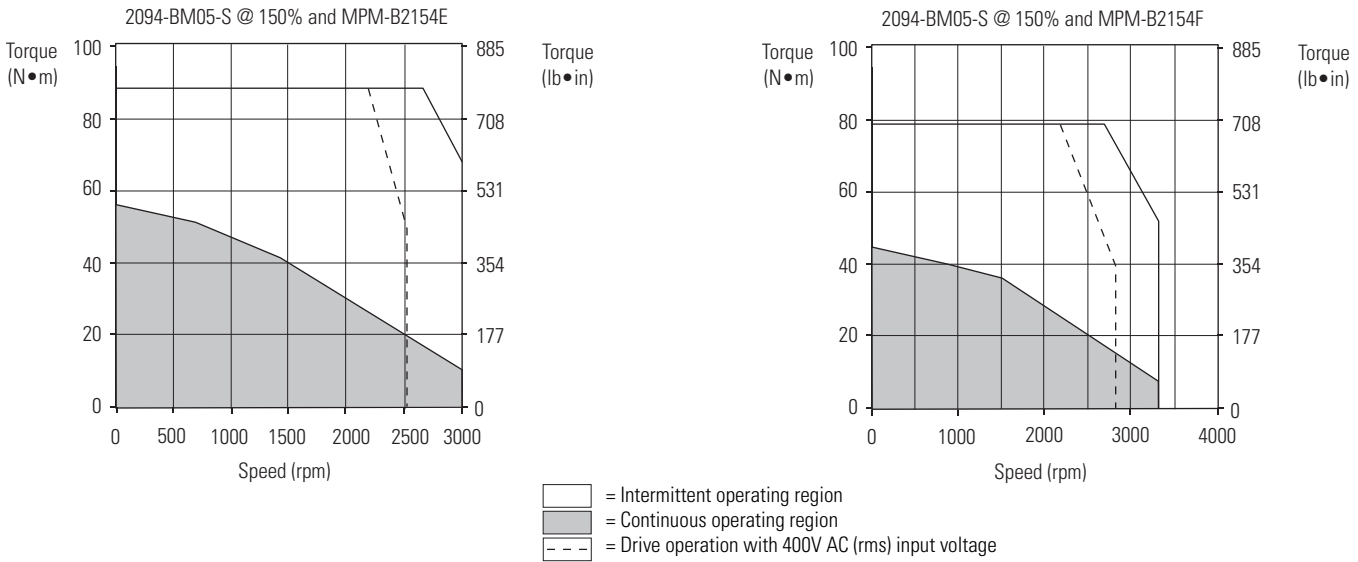 2094-BM05-S @ 150% and MPM-B2154E
Torque
(N•m)
100
80
60
40
20
0
885
708
531
354
177
0
Torque
(lb•in)
0 500 1000 1500 2000 2500 3000
Speed (rpm)
2094-BM05-S @ 150% and MPM-B2154F
Torque
(N•m)
100
80
60
40
20
0
885
708
531
354
177
0
Torque
(lb•in)
0 1000 2000 3000 4000
Speed (rpm)
= Intermittent operating region
= Continuous operating region
= Drive operation with 400V AC (rms) input voltage